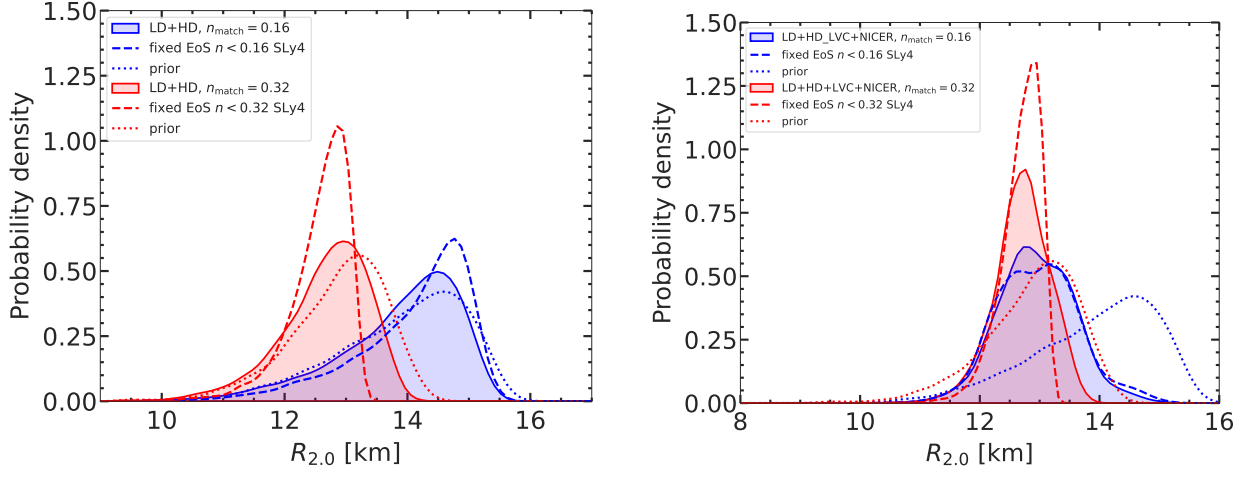 LD+HD, n_match = 0.16
fixed EoS n < 0.16 SLy4
prior
LD+HD, n_match = 0.32
fixed EoS n < 0.32 SLy4
prior
1.50
1.25
1.00
0.75
0.50
0.25
0.00
Probability density
10 12 14 16
R_2.0 [km]
LD+HD_LVC+NICER, n_match = 0.16
fixed EoS n < 0.16 SLy4
prior
LD+HD+LVC+NICER, n_match = 0.32
fixed EoS n < 0.32 SLy4
prior
1.50
1.25
1.00
0.75
0.50
0.25
0.00
Probability density
8 10 12 14 16
R_2.0 [km]